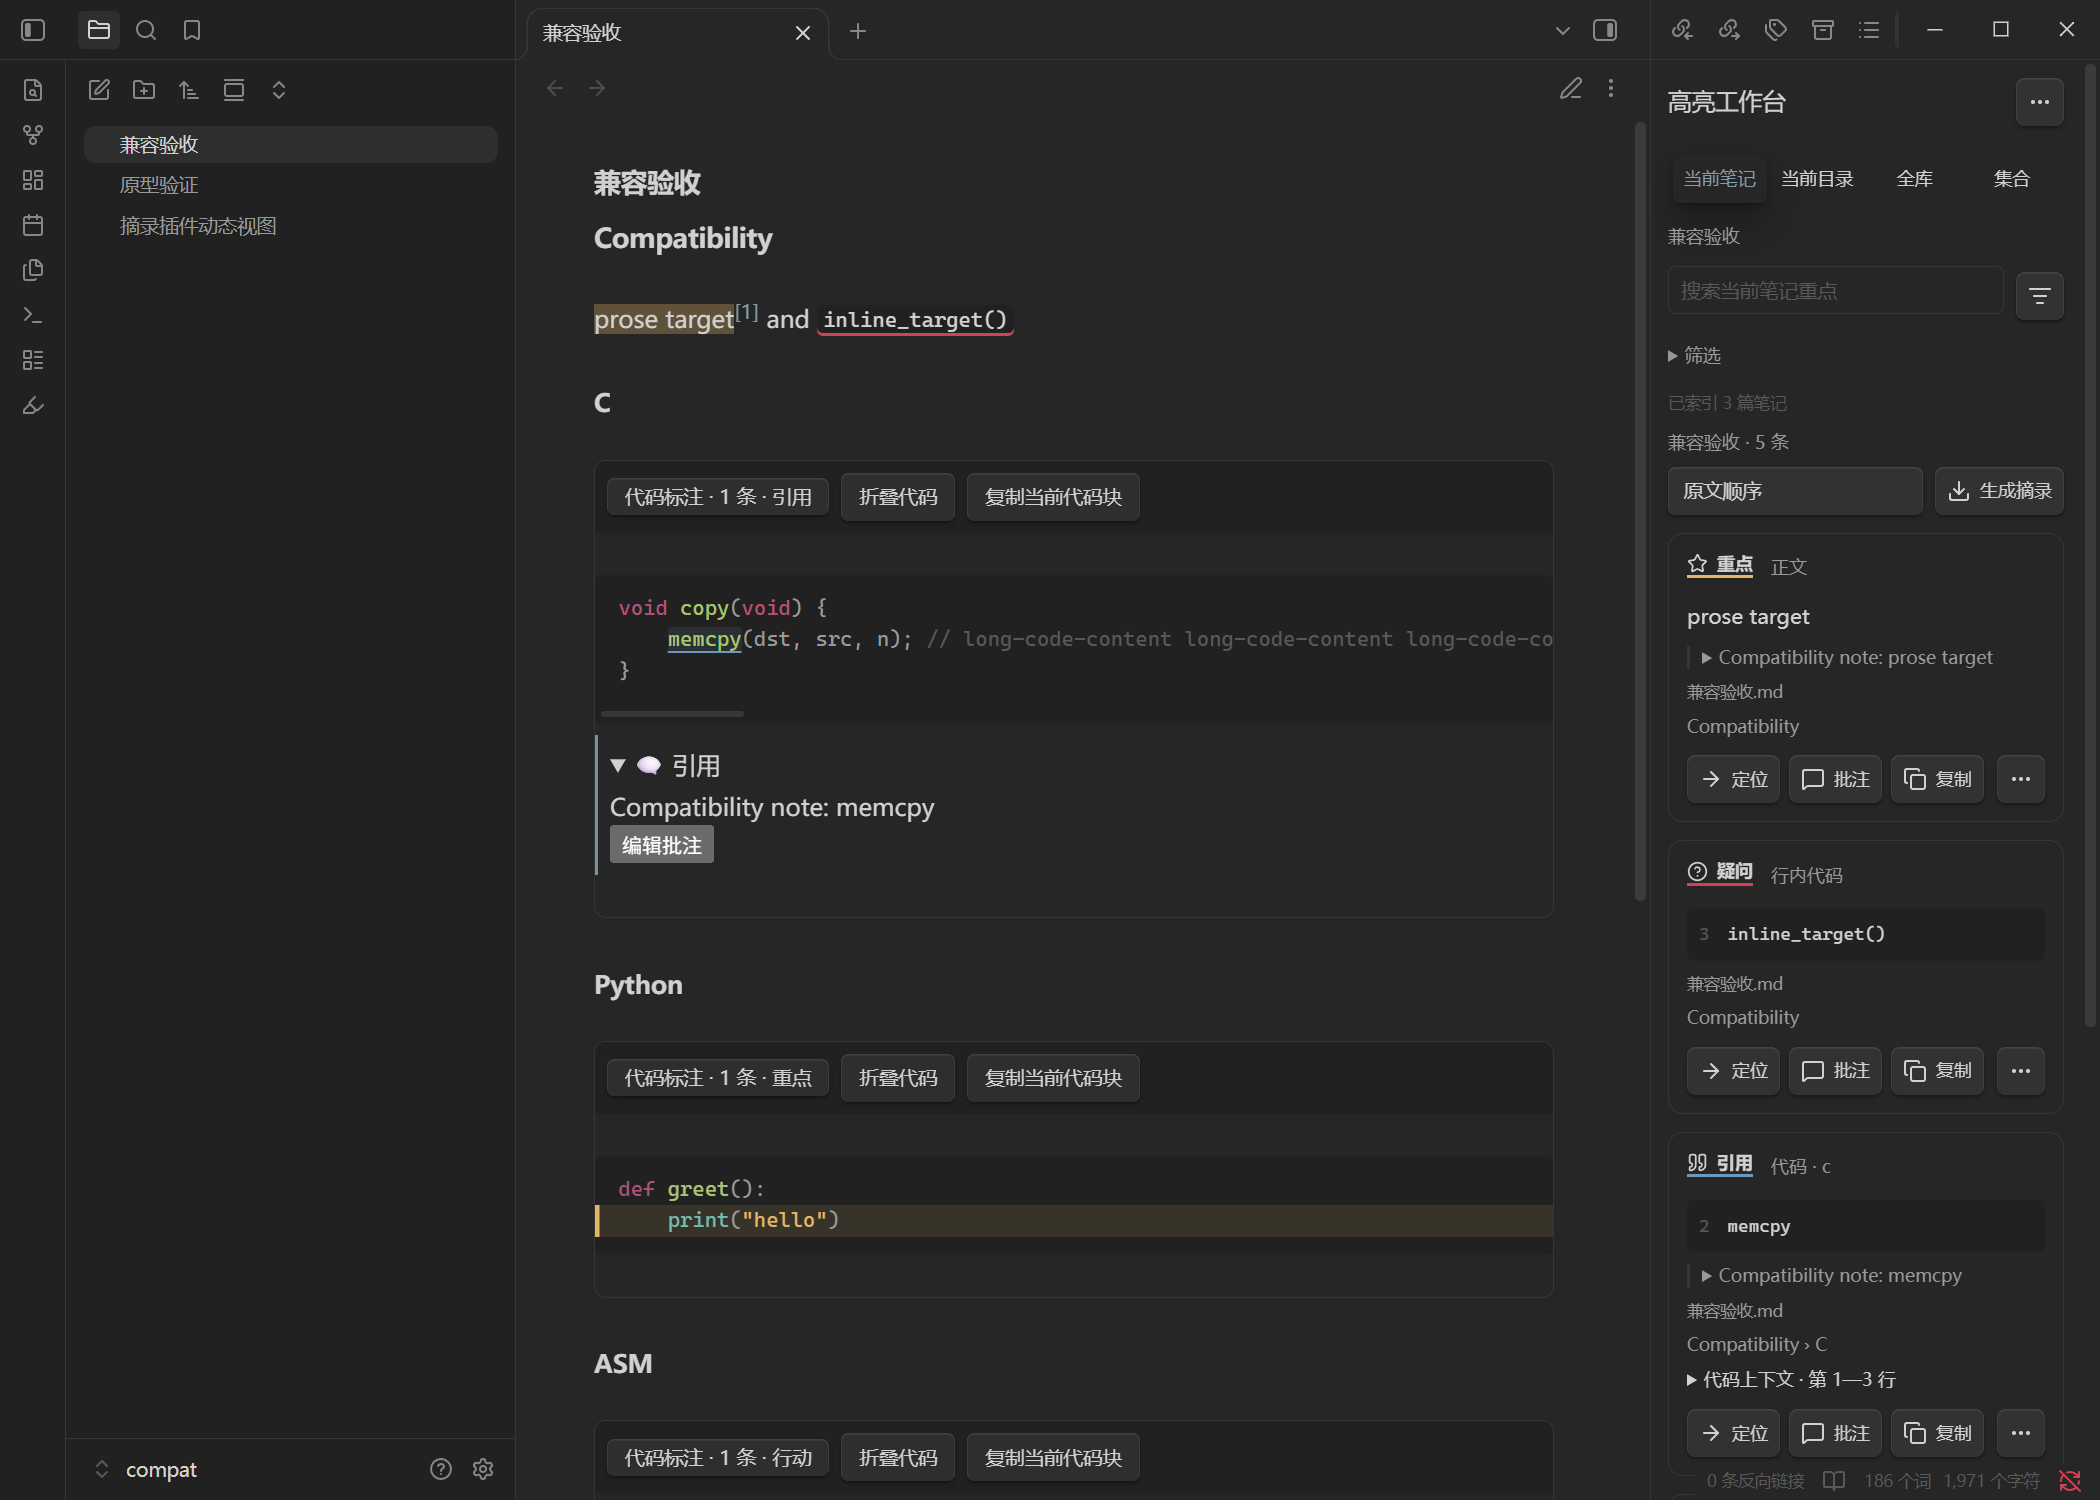 兼容验收
兼容验收
原型验证
摘录插件动态视图
compat
兼容验收
Compatibility
prose target[1] and inline_target()
C
代码标注 · 1 条 · 引用 折叠代码 复制当前代码块
void copy(void) {
memcpy(dst, src, n); // long-code-content long-code-content long-code-co
}
引用
Compatibility note: memcpy
编辑批注
Python
代码标注 · 1 条 · 重点 折叠代码 复制当前代码块
def greet():
print("hello")
ASM
代码标注 · 1 条 · 行动 折叠代码 复制当前代码块
高亮工作台
当前笔记 当前目录 全库 集合
兼容验收
搜索当前笔记重点
筛选
已索引 3 篇笔记
兼容验收 · 5 条
原文顺序 生成摘录
重点 正文
prose target
Compatibility note: prose target
兼容验收.md
Compatibility
定位 批注 复制
疑问 行内代码
3 inline_target()
兼容验收.md
Compatibility
定位 批注 复制
引用 代码 · c
2 memcpy
Compatibility note: memcpy
兼容验收.md
Compatibility › C
代码上下文 · 第 1—3 行
定位 批注 复制
0 条反向链接 186 个词 1,971 个字符